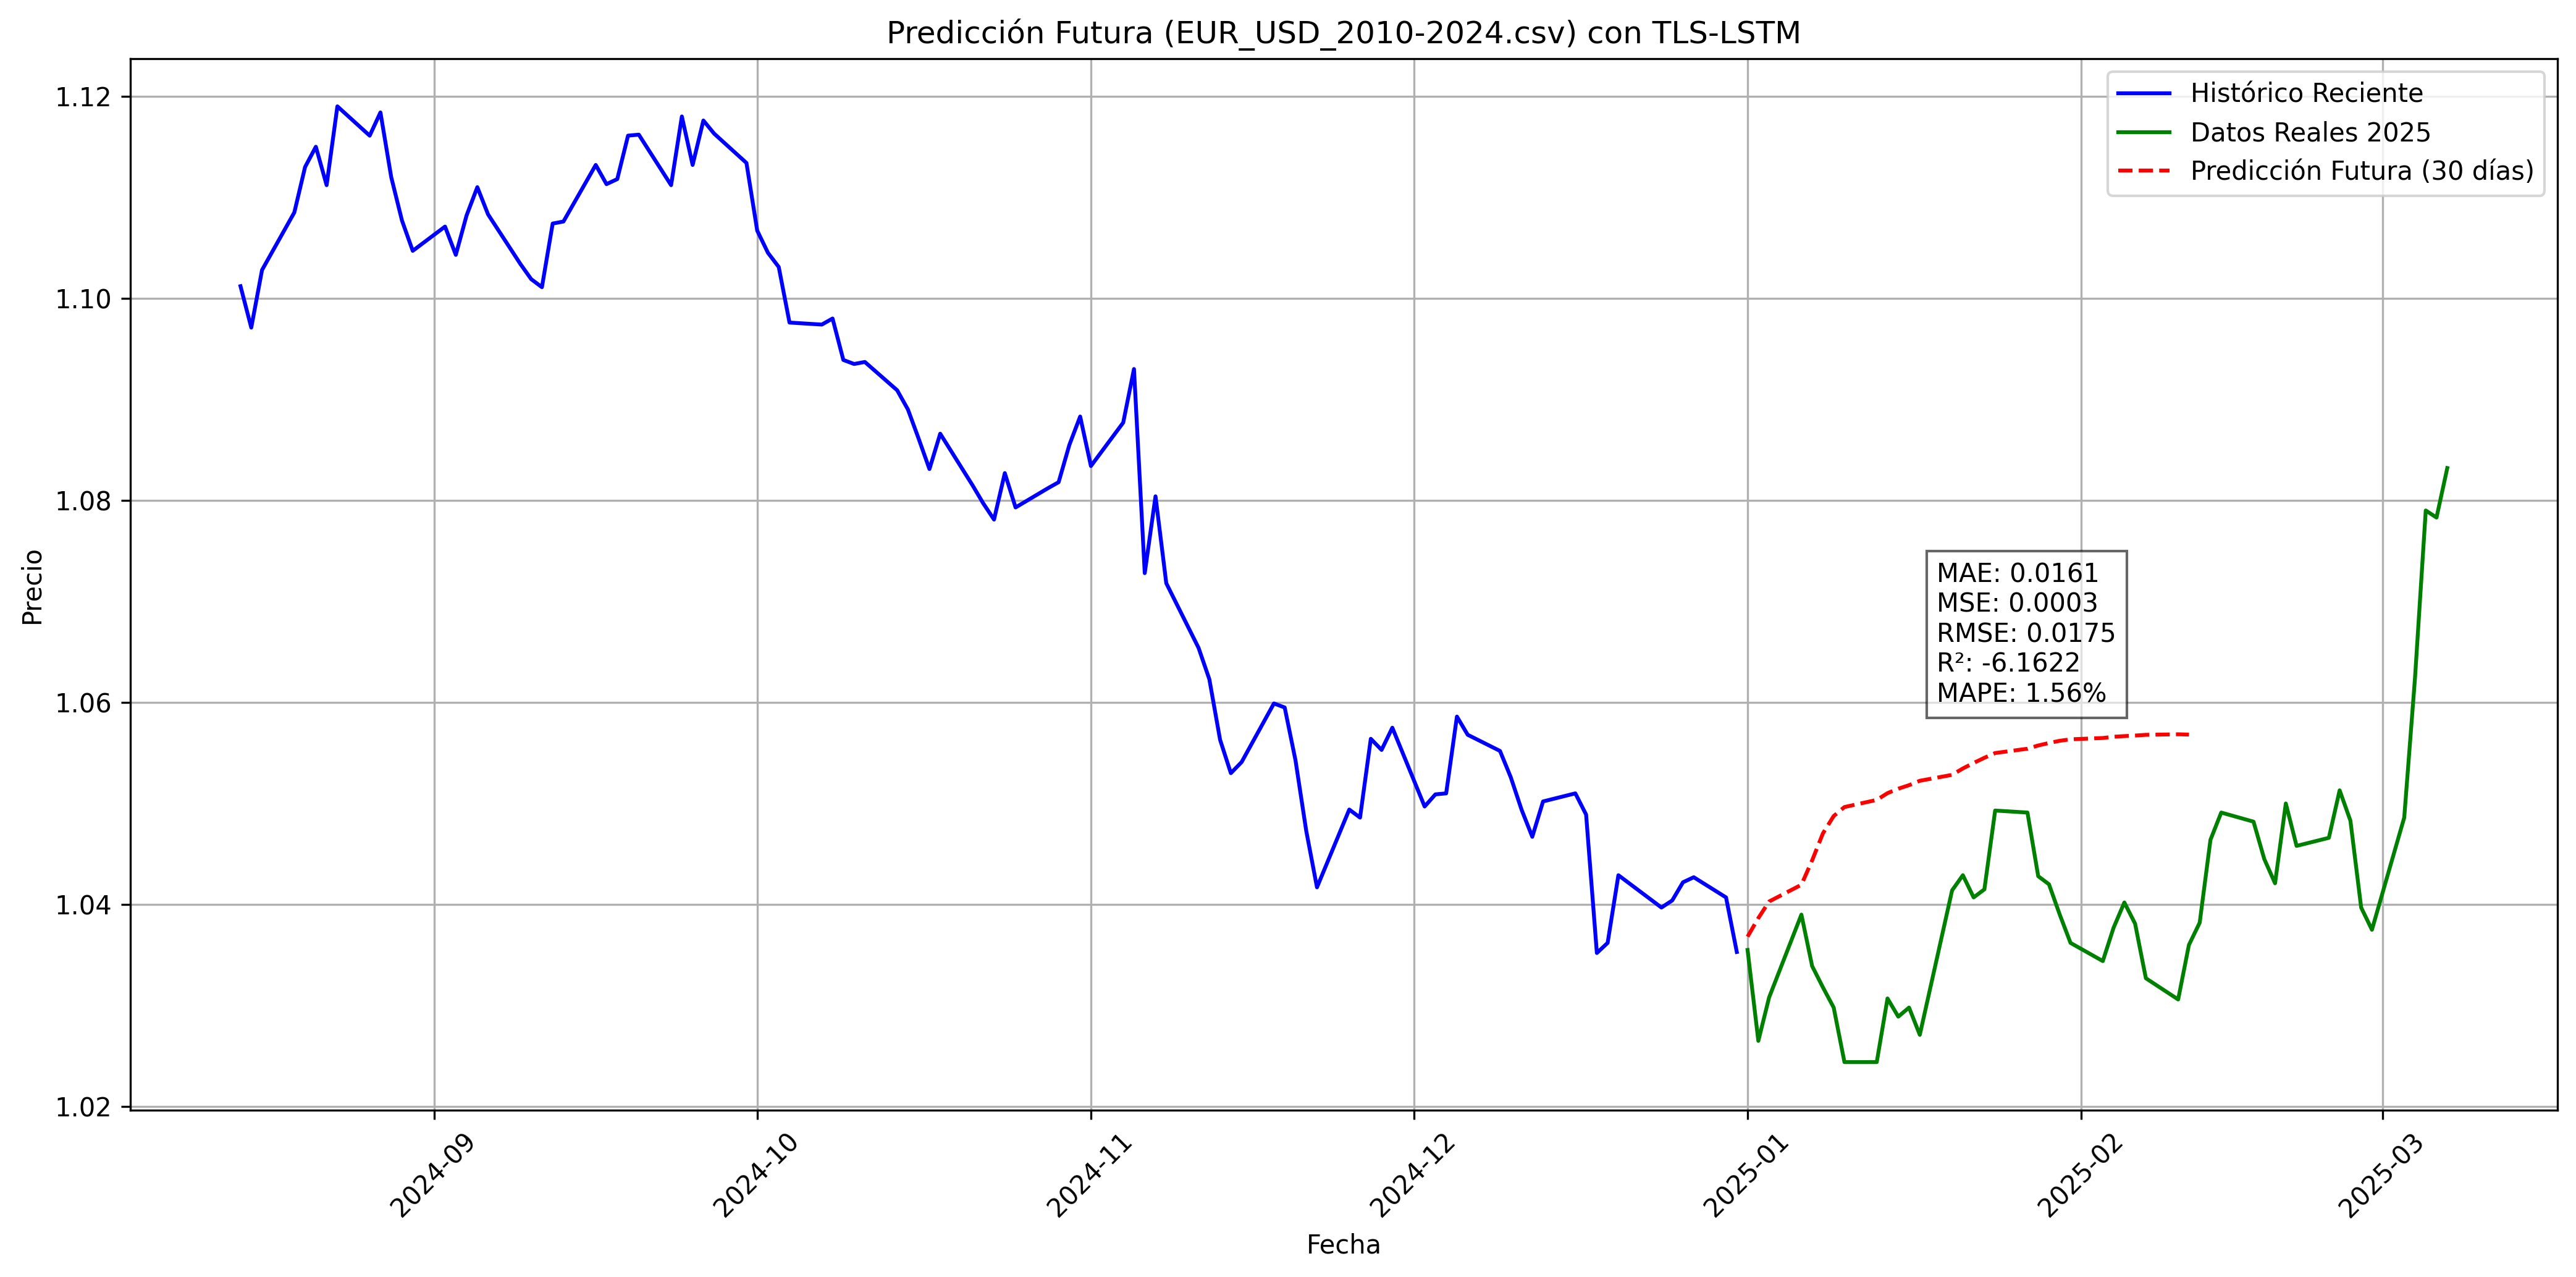 Predicción Futura (EUR_USD_2010-2024.csv) con TLS-LSTM
Histórico Reciente
Datos Reales 2025
Predicción Futura (30 días)
1.12
1.10
1.08
1.06
1.04
1.02
Precio
MAE: 0.0161
MSE: 0.0003
RMSE: 0.0175
R²: -6.1622
MAPE: 1.56%
2024-09
2024-10
2024-11
2024-12
2025-01
2025-02
2025-03
Fecha